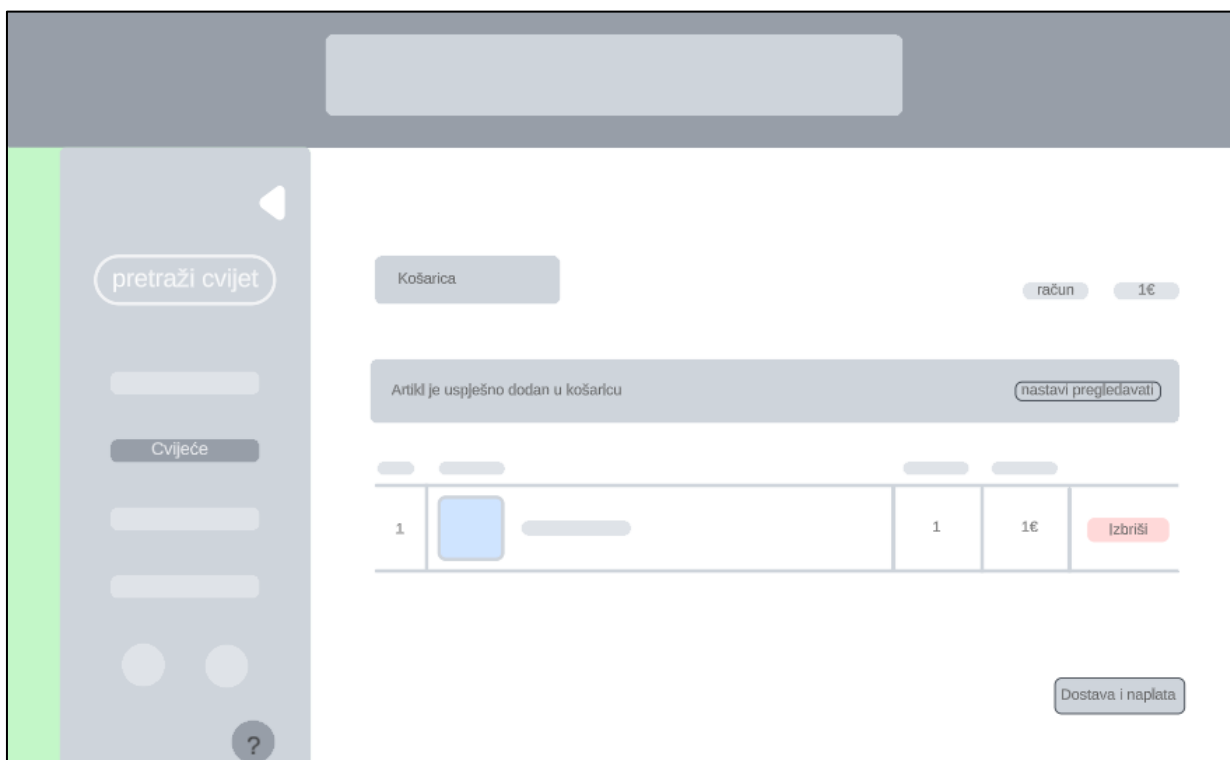 pretraži cvijet
Cvijeće
?
Košarica
račun 1€
Artikl je uspješno dodan u košaricu nastavi pregledavati
1 1 1€ Izbriši
Dostava i naplata